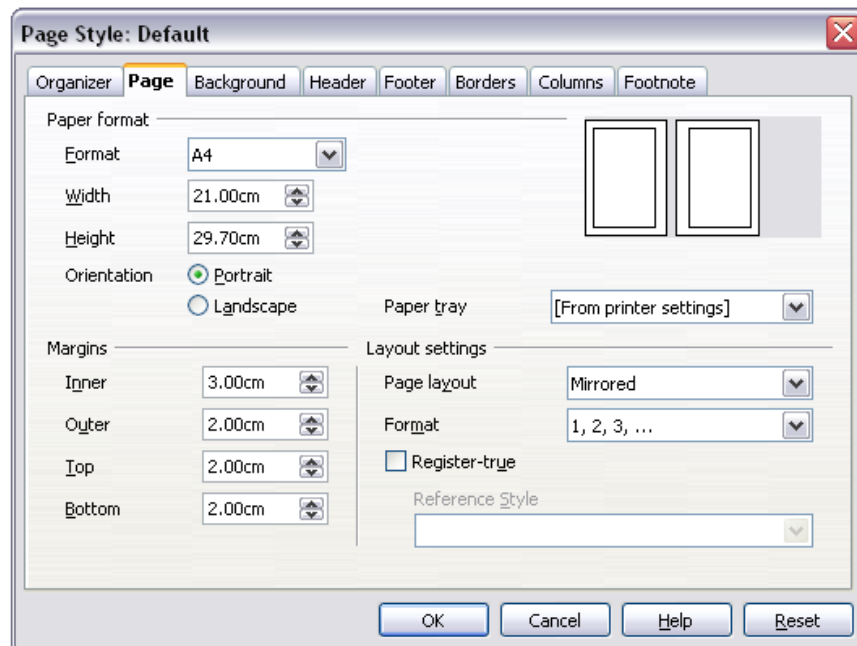 Page Style: Default
Organizer Page Background Header Footer Borders Columns Footnote
Paper format
Format A4
Width 21.00cm
Height 29.70cm
Orientation Portrait
Landscape Paper tray [From printer settings]
Margins Layout settings
Inner 3.00cm Page layout Mirrored
Outer 2.00cm Format 1, 2, 3, ...
Top 2.00cm Register-true
Bottom 2.00cm Reference Style
OK Cancel Help Reset